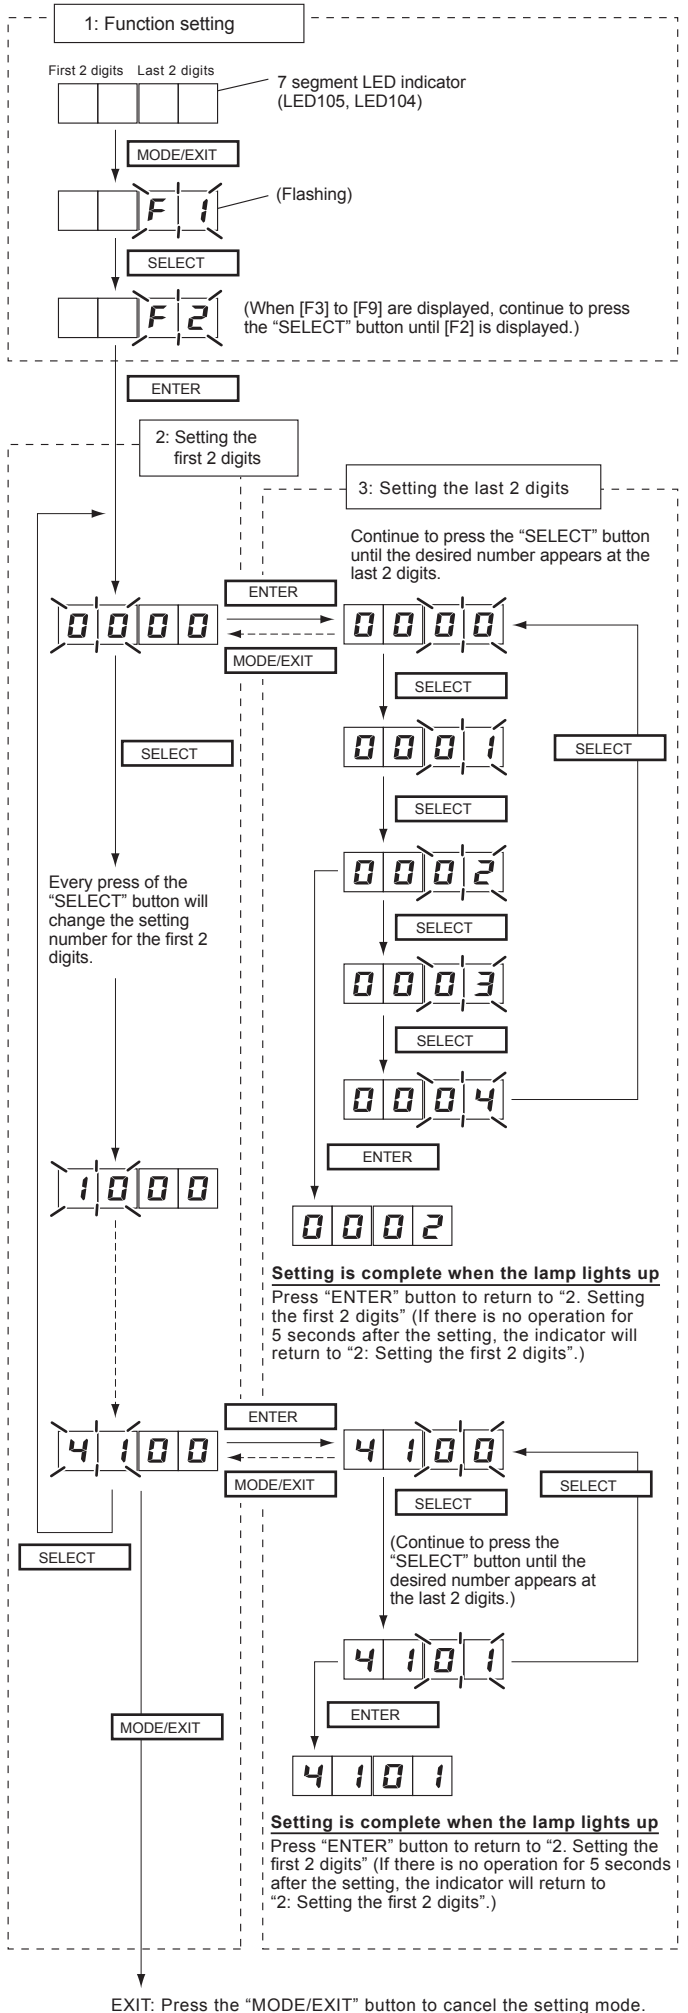 1: Function setting
First 2 digits Last 2 digits
7 segment LED indicator
(LED105, LED104)
MODE/EXIT
F 1
(Flashing)
SELECT
F 2
(When [F3] to [F9] are displayed, continue to press
the “SELECT” button until [F2] is displayed.)
ENTER
2: Setting the
first 2 digits
3: Setting the last 2 digits
Continue to press the “SELECT” button
until the desired number appears at the
last 2 digits.
0 0 0 0
ENTER
MODE/EXIT
0 0 0 0
SELECT
0 0 0 1
SELECT
SELECT
SELECT
0 0 0 2
Every press of the
“SELECT” button will
change the setting
number for the first 2
digits.
SELECT
0 0 0 3
SELECT
0 0 0 4
ENTER
1 0 0 0
0 0 0 2
Setting is complete when the lamp lights up
Press “ENTER” button to return to “2. Setting
the first 2 digits” (If there is no operation for
5 seconds after the setting, the indicator will
return to “2: Setting the first 2 digits”.)
4 1 0 0
ENTER
MODE/EXIT
4 1 0 0
SELECT
SELECT
SELECT
(Continue to press the
“SELECT” button until the
desired number appears at
the last 2 digits.)
4 1 0 1
MODE/EXIT
ENTER
4 1 0 1
Setting is complete when the lamp lights up
Press “ENTER” button to return to “2. Setting the
first 2 digits” (If there is no operation for 5 seconds
after the setting, the indicator will return to
“2: Setting the first 2 digits”.)
EXIT: Press the “MODE/EXIT” button to cancel the setting mode.